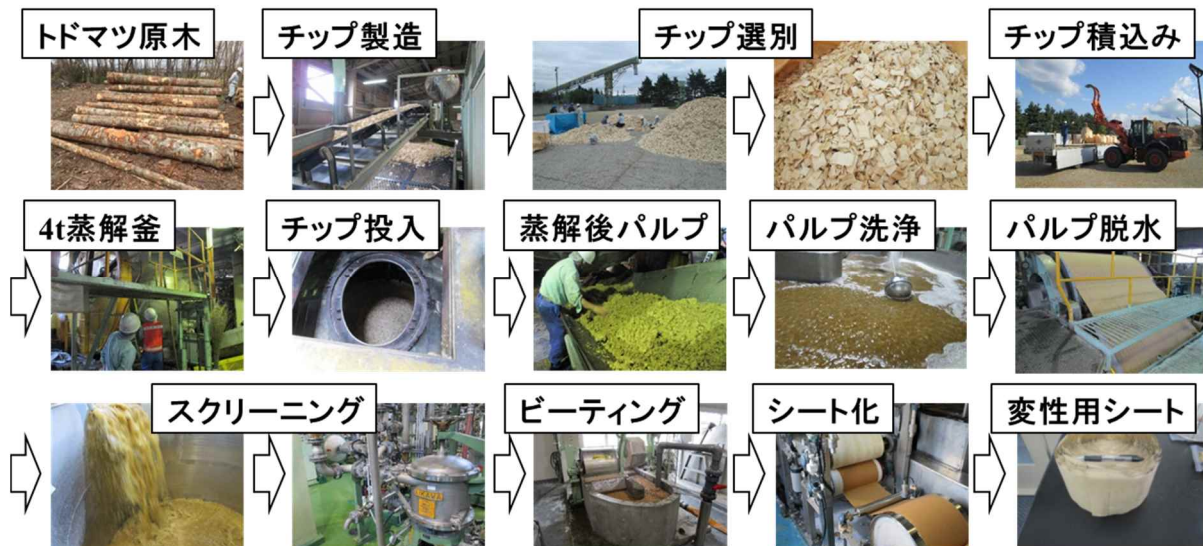 トドマツ原木
チップ製造
チップ選別
チップ積込み
4t蒸解釜
チップ投入
蒸解後パルプ
パルプ洗浄
パルプ脱水
スクリーニング
ビーティング
シート化
変性用シート